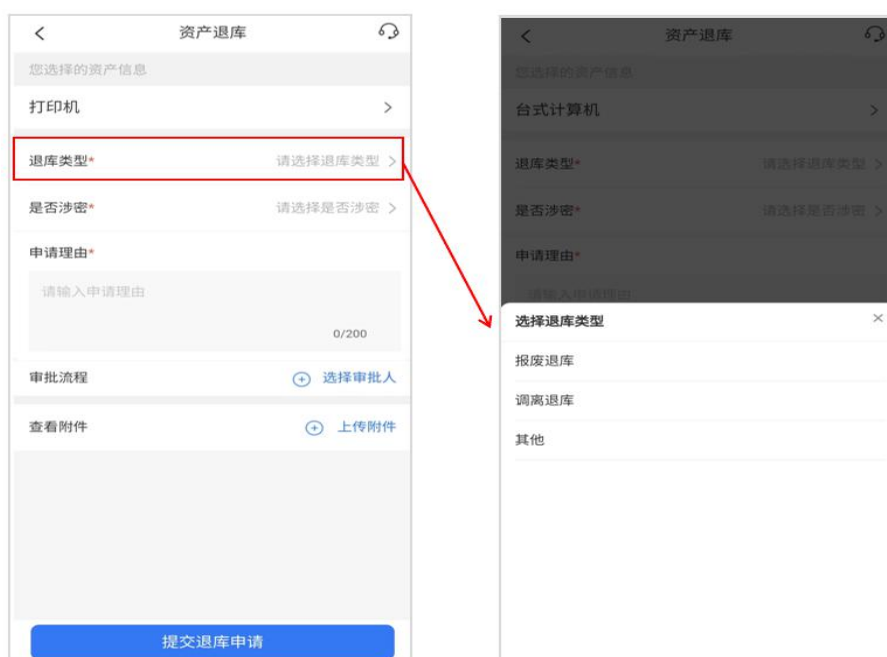 资产退库
您选择的资产信息
打印机
退库类型* 请选择退库类型
是否涉密* 请选择是否涉密
申请理由*
请输入申请理由
0/200
审批流程 选择审批人
查看附件 上传附件
提交退库申请
资产退库
您选择的资产信息
台式计算机
退库类型* 请选择退库类型
是否涉密* 请选择是否涉密
申请理由*
请输入申请理由
选择退库类型
报废退库
调离退库
其他